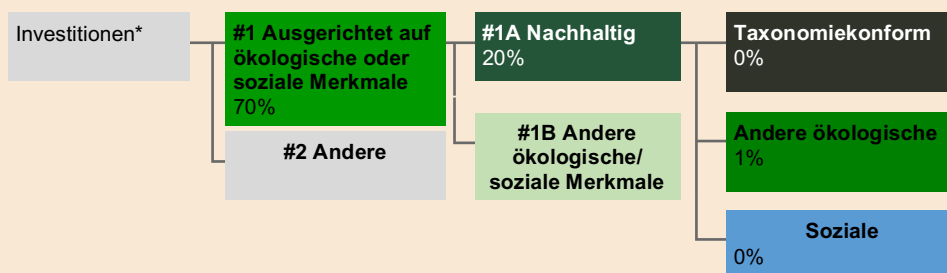 Investitionen*
#1 Ausgerichtet auf
ökologische oder
soziale Merkmale
70%
#2 Andere
#1A Nachhaltig
20%
#1B Andere
ökologische/
soziale Merkmale
Taxonomiekonform
0%
Andere ökologische
1%
Soziale
0%